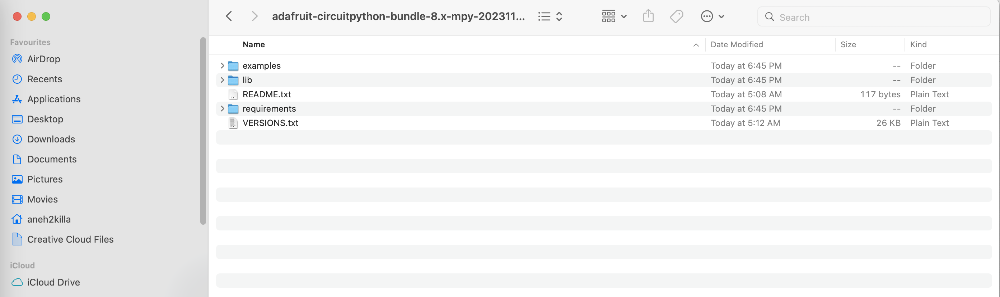 adafruit-circuitpython-bundle-8.x-mpy-202311...
Search
Favourites
AirDrop
Recents
Applications
Desktop
Downloads
Documents
Pictures
Movies
aneh2killa
Creative Cloud Files
iCloud
iCloud Drive
Name Date Modified Size Kind
examples Today at 6:45 PM -- Folder
lib Today at 6:45 PM -- Folder
README.txt Today at 5:08 AM 117 bytes Plain Text
requirements Today at 6:45 PM -- Folder
VERSIONS.txt Today at 5:12 AM 26 KB Plain Text